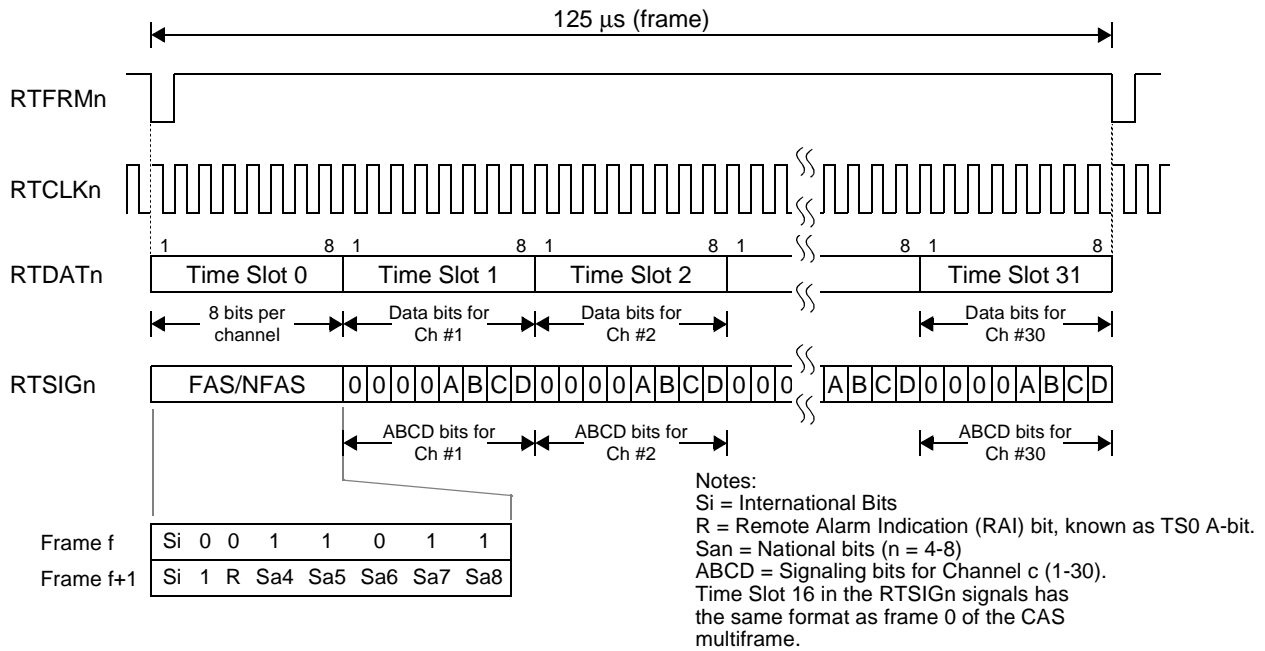 125 µs (frame)
RTFRMn
RTCLKn
1 8 1 8 1 8 1 8 1 8
RTDATn
Time Slot 0 Time Slot 1 Time Slot 2 Time Slot 31
8 bits per channel
Data bits for Ch #1
Data bits for Ch #2
Data bits for Ch #30
RTSIGn
FAS/NFAS 0 0 0 0 A B C D 0 0 0 0 A B C D 0 0 0 A B C D 0 0 0 0 A B C D
ABCD bits for Ch #1
ABCD bits for Ch #2
ABCD bits for Ch #30
Frame f Si 0 0 1 1 0 1 1
Frame f+1 Si 1 R Sa4 Sa5 Sa6 Sa7 Sa8
Notes:
Si = International Bits
R = Remote Alarm Indication (RAI) bit, known as TS0 A-bit.
San = National bits (n = 4-8)
ABCD = Signaling bits for Channel c (1-30).
Time Slot 16 in the RTSIGn signals has
the same format as frame 0 of the CAS
multiframe.